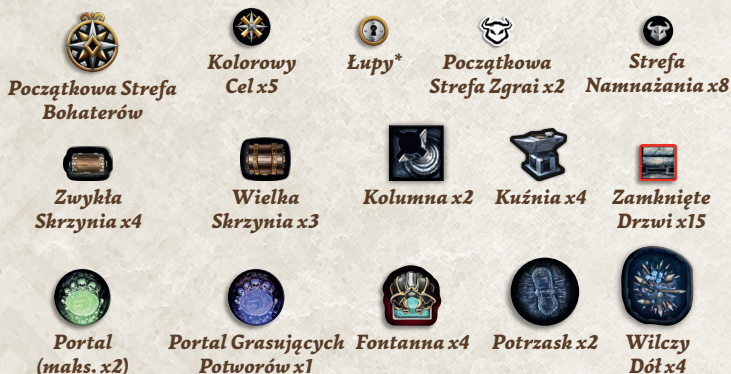 Początkowa Strefa
Bohaterów
Kolorowy
Cel x5
Łupy*
Początkowa
Strefa Zgrai x2
Strefa
Namnażania x8
Zwykła
Skrzynia x4
Wielka
Skrzynia x3
Kolumna x2
Kuźnia x4
Zamknięte
Drzwi x15
Portal
(maks. x2)
Portal Grasujących
Potworów x1
Fontanna x4
Potrzask x2
Wilczy
Dół x4